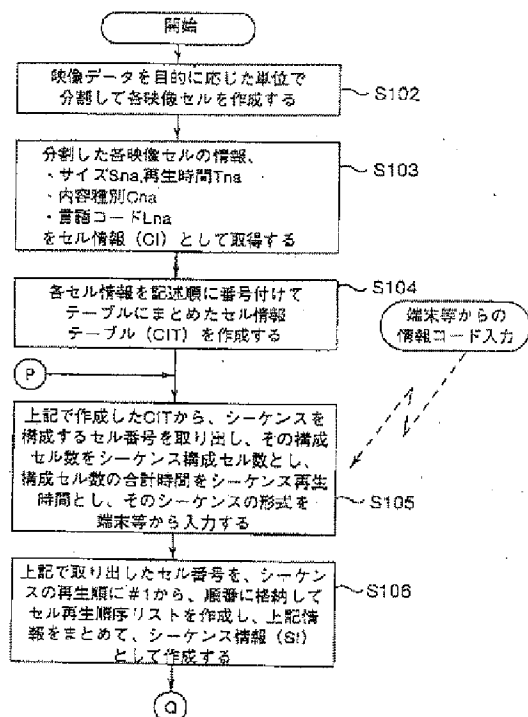 開始
映像データを目的に応じた単位で
分割して各映像セルを作成する
S102
分割した各映像セルの情報、
・サイズSna,再生時間Tna
・内容種別Cna
・言語コードLna
をセル情報（CI）として取得する
S103
各セル情報を記述順に番号付けて
テーブルにまとめたセル情報
テーブル（CIT）を作成する
S104
端末等からの
情報コード入力
P
上記で作成したCITから、シーケンスを
構成するセル番号を取り出し、その構成
セル数をシーケンス構成セル数とし、
構成セル数の合計時間をシーケンス再生
時間とし、そのシーケンスの形式を
端末等から入力する
S105
上記で取り出したセル番号を、シーケン
スの再生順に#1から、順番に格納して
セル再生順序リストを作成し、上記情
報をまとめて、シーケンス情報（SI）
として作成する
S106
Q